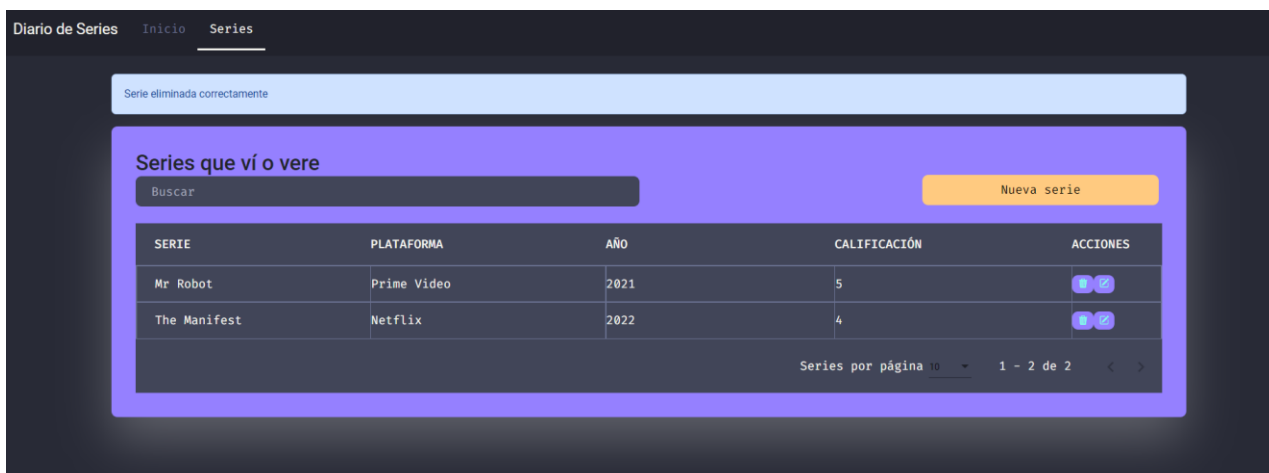 Diario de Series Inicio Series
Serie eliminada correctamente
Series que ví o vere
Buscar Nueva serie
SERIE PLATAFORMA AÑO CALIFICACIÓN ACCIONES
Mr Robot Prime Video 2021 5
The Manifest Netflix 2022 4
Series por página 10 1 - 2 de 2